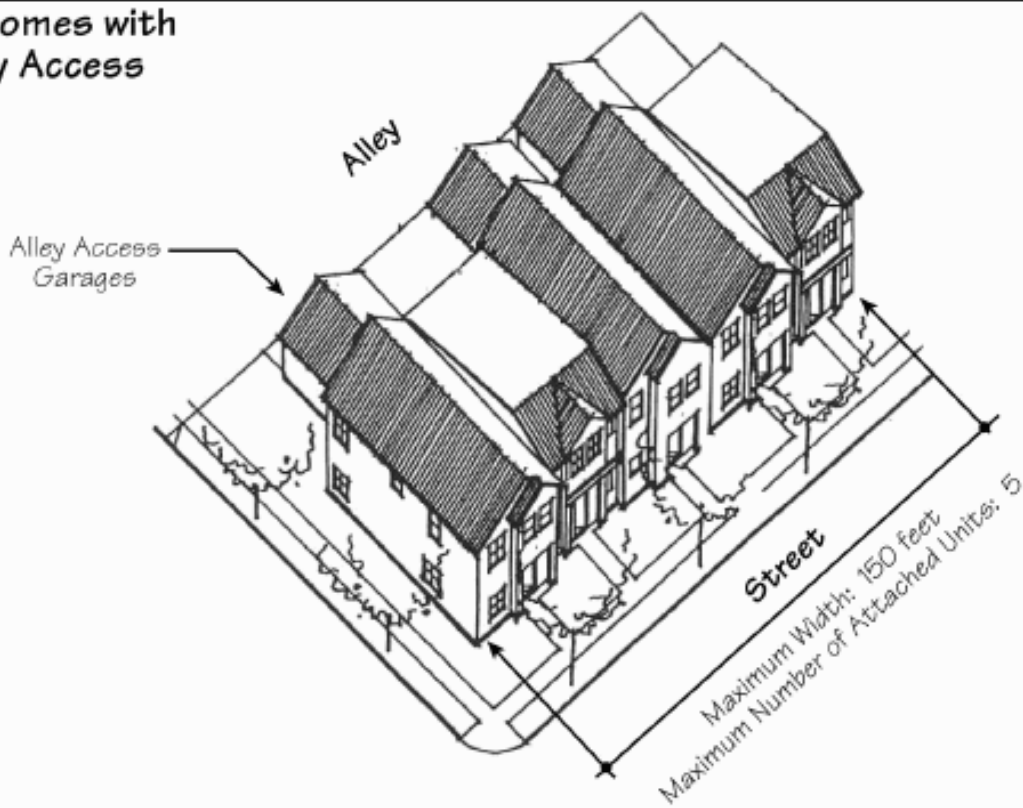 omes with
y Access
Alley
Alley Access
Garages
Street
Maximum Width: 150 feet
Maximum Number of Attached Units: 5